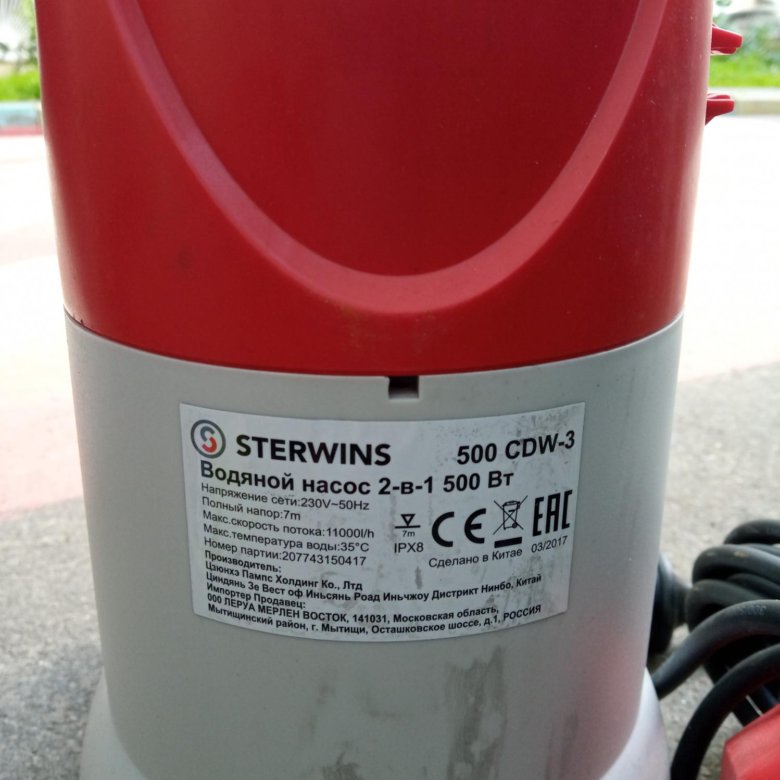 STERWINS 500 CDW-3
Водяной насос 2-в-1 500 Вт
Напряжение сети:230V~50Hz
Полный напор:7m
Макс.скорость потока:11000l/h
Макс.температура воды:35°C
Номер партии:207743150417
7m
IPX8
CE
EAC
Сделано в Китае 03/2017
Производитель:
Цзюнхэ Пампс Холдинг Ко., Лтд
Циндянь Зе Вест оф Иньсянь Роад Иньчжоу Дистрикт Нинбо, Китай
Импортер Продавец:
ООО ЛЕРУА МЕРЛЕН ВОСТОК, 141031, Московская область,
Мытищинский район, г. Мытищи, Осташковское шоссе, д.1, РОССИЯ